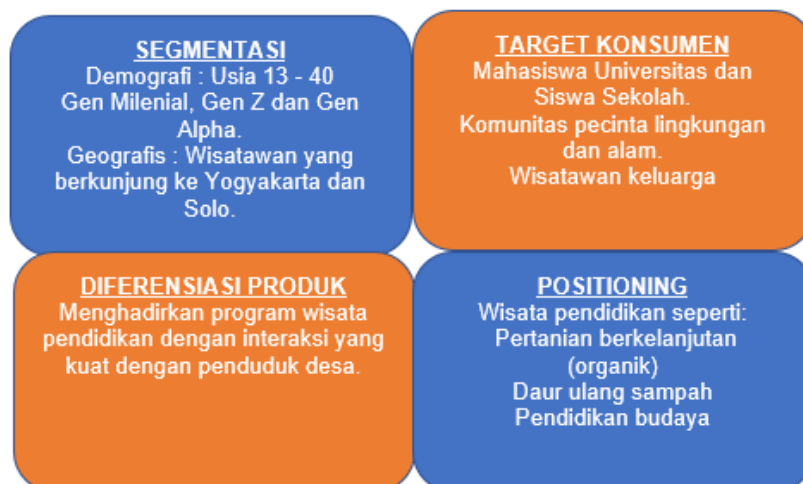 SEGMENTASI
Demografi : Usia 13 - 40
Gen Milenial, Gen Z dan Gen
Alpha.
Geografis : Wisatawan yang
berkunjung ke Yogyakarta dan
Solo.
TARGET KONSUMEN
Mahasiswa Universitas dan
Siswa Sekolah.
Komunitas pecinta lingkungan
dan alam.
Wisatawan keluarga
DIFERENSIASI PRODUK
Menghadirkan program wisata
pendidikan dengan interaksi yang
kuat dengan penduduk desa.
POSITIONING
Wisata pendidikan seperti:
Pertanian berkelanjutan
(organik)
Daur ulang sampah
Pendidikan budaya